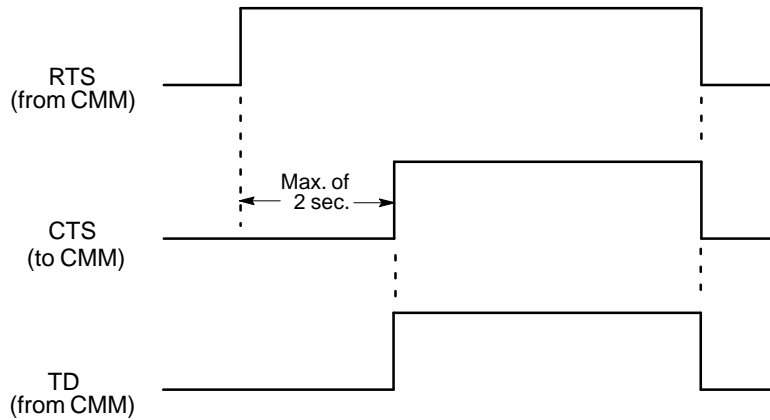 RTS
(from CMM)
Max. of
2 sec.
CTS
(to CMM)
TD
(from CMM)